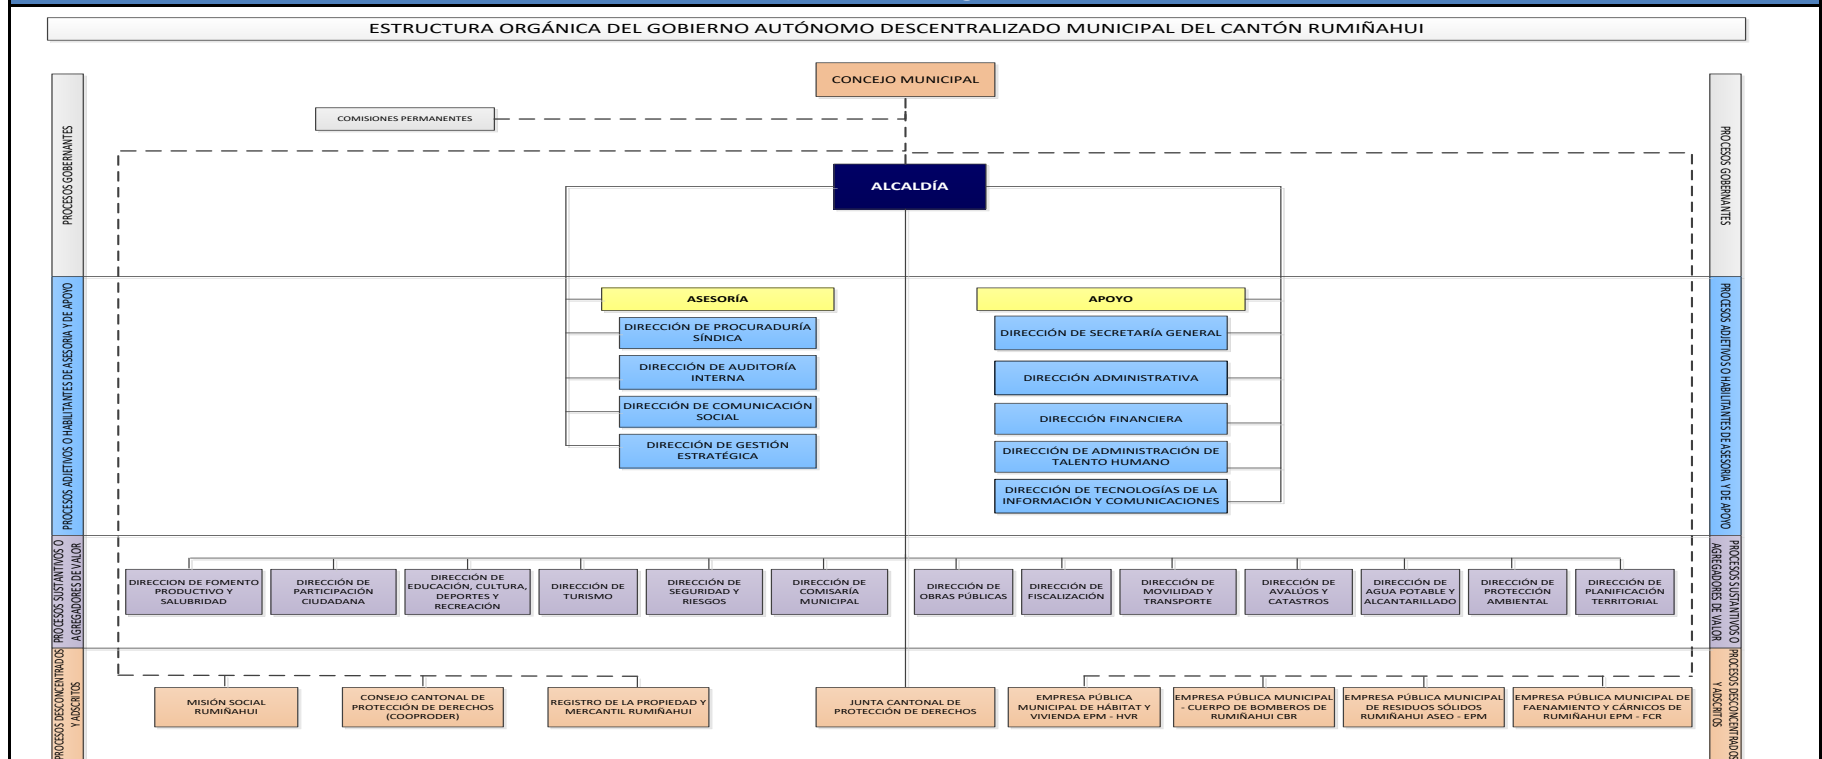 ESTRUCTURA ORGÁNICA DEL GOBIERNO AUTÓNOMO DESCENTRALIZADO MUNICIPAL DEL CANTÓN RUMIÑAHUI
CONCEJO MUNICIPAL
COMISIONES PERMANENTES
ALCALDÍA
PROCESOS GOBERNANTES
PROCESOS GOBERNANTES
PROCESOS ADJETIVOS O HABILITANTES DE ASESORIA Y DE APOYO
ASESORÍA
DIRECCIÓN DE PROCURADURÍA
SÍNDICA
DIRECCIÓN DE AUDITORÍA
INTERNA
DIRECCIÓN DE COMUNICACIÓN
SOCIAL
DIRECCIÓN DE GESTIÓN
ESTRATÉGICA
APOYO
DIRECCIÓN DE SECRETARÍA GENERAL
DIRECCIÓN ADMINISTRATIVA
DIRECCIÓN FINANCIERA
DIRECCIÓN DE ADMINISTRACIÓN DE
TALENTO HUMANO
DIRECCIÓN DE TECNOLOGÍAS DE LA
INFORMACIÓN Y COMUNICACIONES
PROCESOS ADJETIVOS O HABILITANTES DE ASESORIA Y DE APOYO
PROCESOS SUSTANTIVOS O
AGREGADORES DE VALOR
DIRECCION DE FOMENTO
PRODUCTIVO Y
SALUBRIDAD
DIRECCIÓN DE
PARTICIPACIÓN
CIUDADANA
DIRECCIÓN DE
EDUCACIÓN, CULTURA,
DEPORTES Y
RECREACIÓN
DIRECCIÓN DE
TURISMO
DIRECCIÓN DE
SEGURIDAD Y
RIESGOS
DIRECCIÓN DE
COMISARÍA
MUNICIPAL
DIRECCIÓN DE
OBRAS PÚBLICAS
DIRECCIÓN DE
FISCALIZACIÓN
DIRECCIÓN DE
MOVILIDAD Y
TRANSPORTE
DIRECCIÓN DE
AVALÚOS Y
CATASTROS
DIRECCIÓN DE
AGUA POTABLE Y
ALCANTARILLADO
DIRECCIÓN DE
PROTECCIÓN
AMBIENTAL
DIRECCIÓN DE
PLANIFICACIÓN
TERRITORIAL
PROCESOS SUSTANTIVOS O
AGREGADORES DE VALOR
PROCESOS DESCONCENTRADOS
Y ADSCRITOS
MISIÓN SOCIAL
RUMIÑAHUI
CONSEJO CANTONAL DE
PROTECCIÓN DE DERECHOS
(COOPRODER)
REGISTRO DE LA PROPIEDAD Y
MERCANTIL RUMIÑAHUI
JUNTA CANTONAL DE
PROTECCIÓN DE DERECHOS
EMPRESA PÚBLICA
MUNICIPAL DE HÁBITAT Y
VIVIENDA EPM - HVR
EMPRESA PÚBLICA MUNICIPAL
- CUERPO DE BOMBEROS DE
RUMIÑAHUI CBR
EMPRESA PÚBLICA MUNICIPAL
DE RESIDUOS SÓLIDOS
RUMIÑAHUI ASEO - EPM
EMPRESA PÚBLICA MUNICIPAL DE
FAENAMIENTO Y CÁRNICOS DE
RUMIÑAHUI EPM - FCR
PROCESOS DESCONCENTRADOS
Y ADSCRITOS